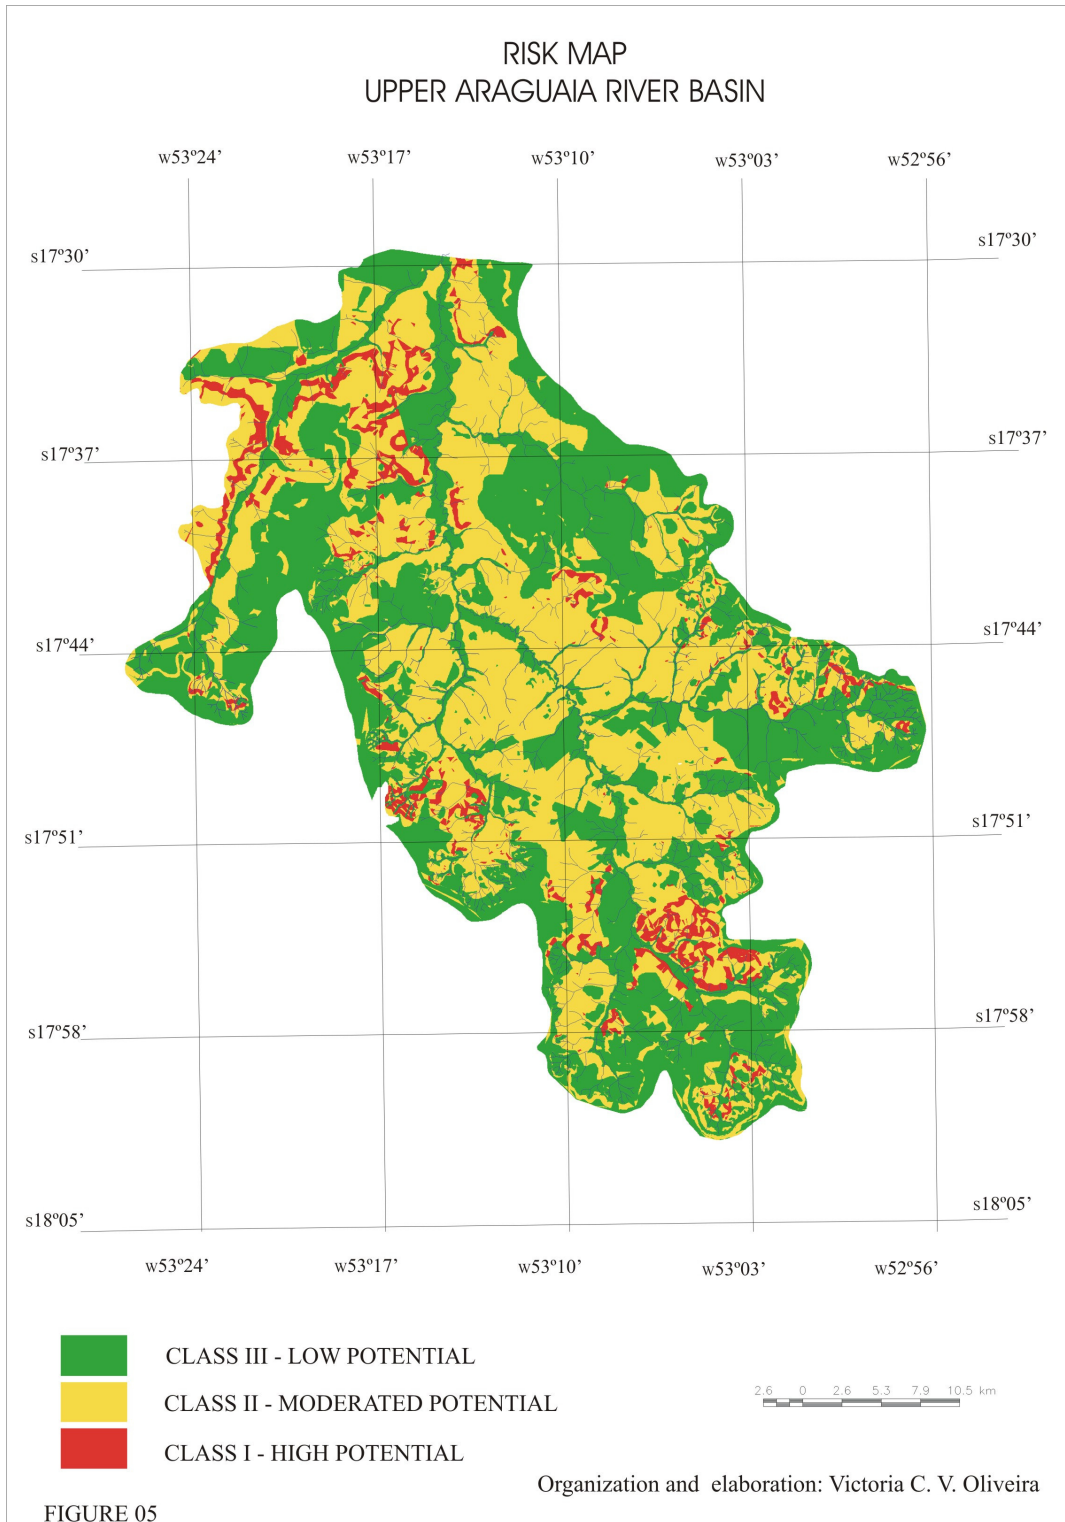 RISK MAP
UPPER ARAGUAIA RIVER BASIN
w53º24’ w53º17’ w53º10’ w53º03’ w52º56’
s17º30’ s17º30’
s17º37’ s17º37’
s17º44’ s17º44’
s17º51’ s17º51’
s17º58’ s17º58’
s18º05’ s18º05’
w53º24’ w53º17’ w53º10’ w53º03’ w52º56’
CLASS III - LOW POTENTIAL
CLASS II - MODERATED POTENTIAL
CLASS I - HIGH POTENTIAL
2.6 0 2.6 5.3 7.9 10.5 km
Organization and elaboration: Victoria C. V. Oliveira
FIGURE 05